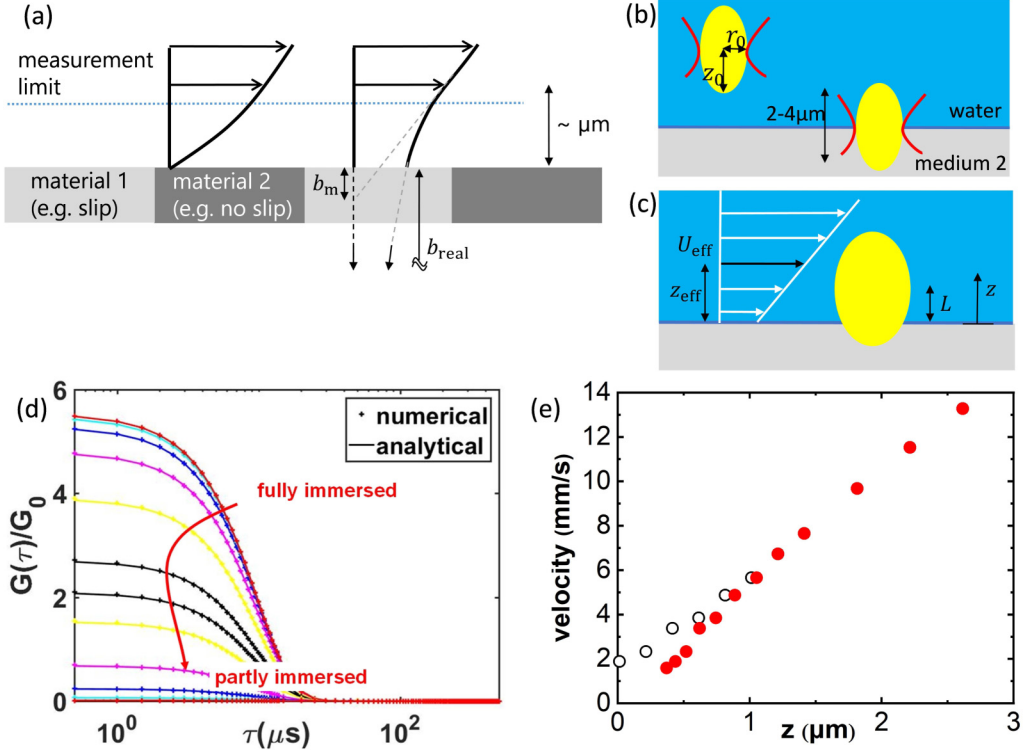 (a)
measurement
limit
~ μm
material 1
(e.g. slip)
material 2
(e.g. no slip)
b_m
b_real
(b)
r_0
z_0
2-4μm
water
medium 2
(c)
U_eff
z_eff
L
z
(d)
6
4
2
0
G(τ)/G_0
numerical
analytical
fully immersed
partly immersed
10^0
τ(μs)
10^2
(e)
14
12
10
8
6
4
2
0
velocity (mm/s)
0
1
2
3
z (μm)